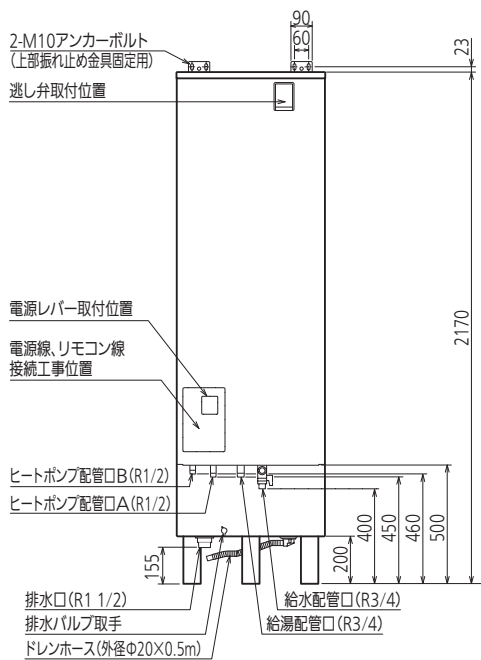 90
60
23
2-M10アンカーボルト
(上部振れ止め金具固定用)
逃し弁取付位置
2170
電源レバー取付位置
電源線、リモコン線
接続工事位置
ヒートポンプ配管口B(R1/2)
ヒートポンプ配管口A(R1/2)
155
200
400
450
460
500
排水口(R1 1/2)
排水バルブ取手
ドレンホース(外径Φ20×0.5m)
給水配管口(R3/4)
給湯配管口(R3/4)